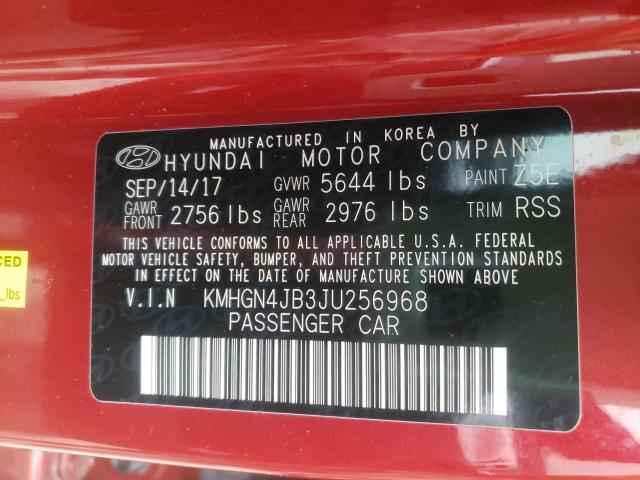 MANUFACTURED IN KOREA BY
HYUNDAI MOTOR COMPANY
SEP/14/17 GVWR 5644 lbs PAINT Z5E
GAWR FRONT 2756 lbs GAWR REAR 2976 lbs TRIM RSS
THIS VEHICLE CONFORMS TO ALL APPLICABLE U.S.A. FEDERAL
MOTOR VEHICLE SAFETY, BUMPER, AND THEFT PREVENTION STANDARDS
IN EFFECT ON THE DATE OF MANUFACTURE SHOWN ABOVE.
V.I.N KMHGN4JB3JU256968
PASSENGER CAR
lbs